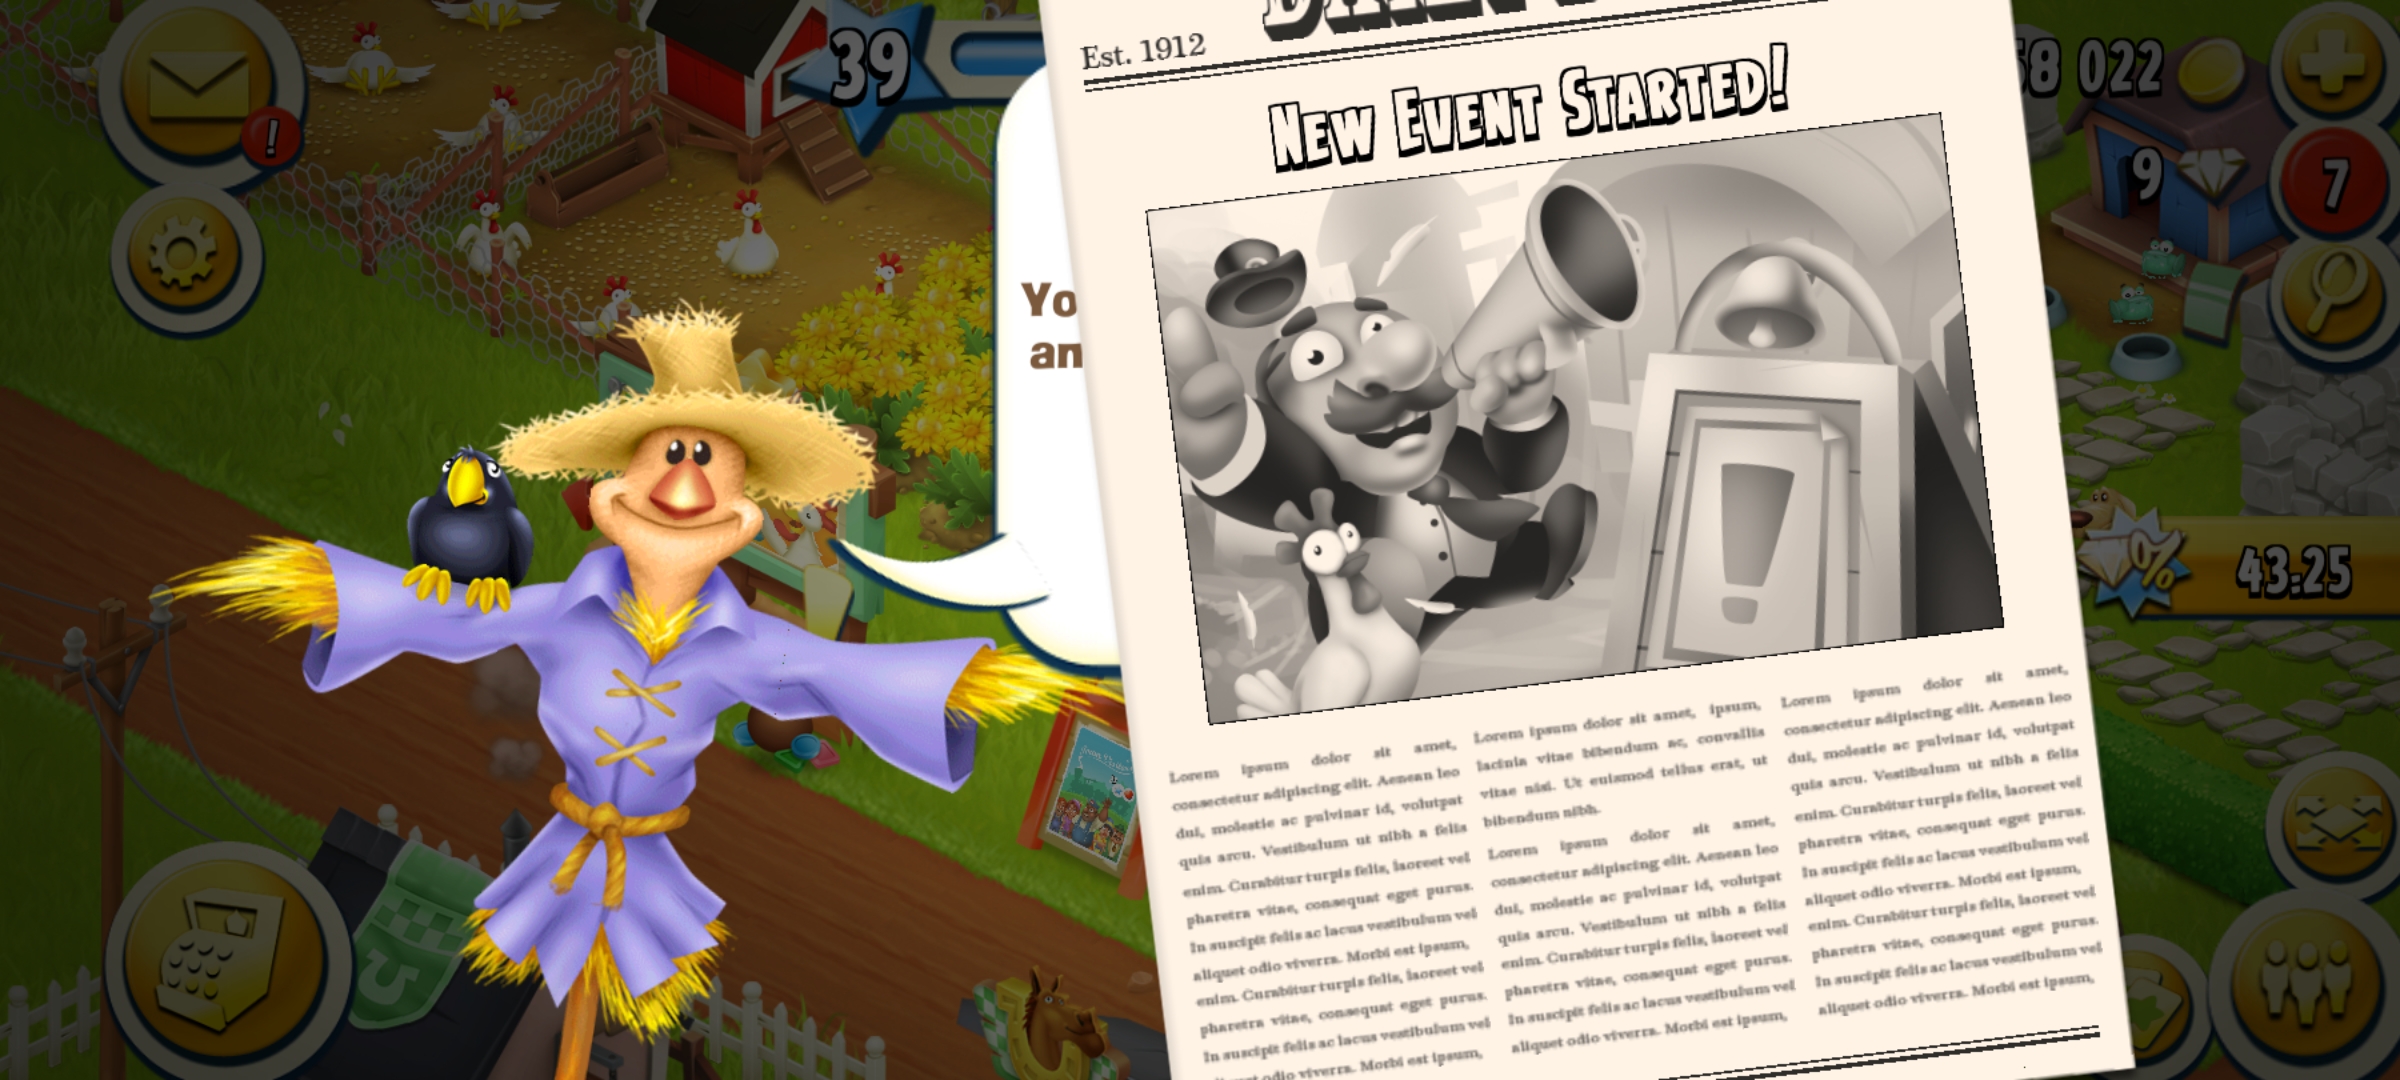 39
Est. 1912
NEW EVENT STARTED!
58 022
9
7
!
Yo
an
%
43:25
Lorem ipsum dolor sit amet,
consectetur adipiscing elit. Aenean leo
dui, molestie ac pulvinar id, volutpat
quis arcu. Vestibulum ut nibh a felis
enim. Curabitur turpis felis, laoreet vel
pharetra vitae, consequat eget purus.
In suscipit felis ac lacus vestibulum vel
aliquet odio viverra. Morbi est ipsum,
enim. Curabitur turpis felis, laoreet vel
pharetra vitae, consequat eget purus.
In suscipit felis ac lacus vestibulum vel
aliquet odio viverra. Morbi est ipsum,
Lorem ipsum dolor sit amet, ipsum,
lacinia vitae bibendum ac, convallis
vitae nisi. Ut euismod tellus erat, ut
bibendum nibh.
Lorem ipsum dolor sit amet,
consectetur adipiscing elit. Aenean leo
dui, molestie ac pulvinar id, volutpat
quis arcu. Vestibulum ut nibh a felis
enim. Curabitur turpis felis, laoreet vel
pharetra vitae, consequat eget purus.
In suscipit felis ac lacus vestibulum vel
aliquet odio viverra. Morbi est ipsum,
Lorem ipsum dolor sit amet,
consectetur adipiscing elit. Aenean leo
dui, molestie ac pulvinar id, volutpat
quis arcu. Vestibulum ut nibh a felis
enim. Curabitur turpis felis, laoreet vel
pharetra vitae, consequat eget purus.
In suscipit felis ac lacus vestibulum vel
aliquet odio viverra. Morbi est ipsum,
enim. Curabitur turpis felis, laoreet vel
pharetra vitae, consequat eget purus.
In suscipit felis ac lacus vestibulum vel
aliquet odio viverra. Morbi est ipsum,